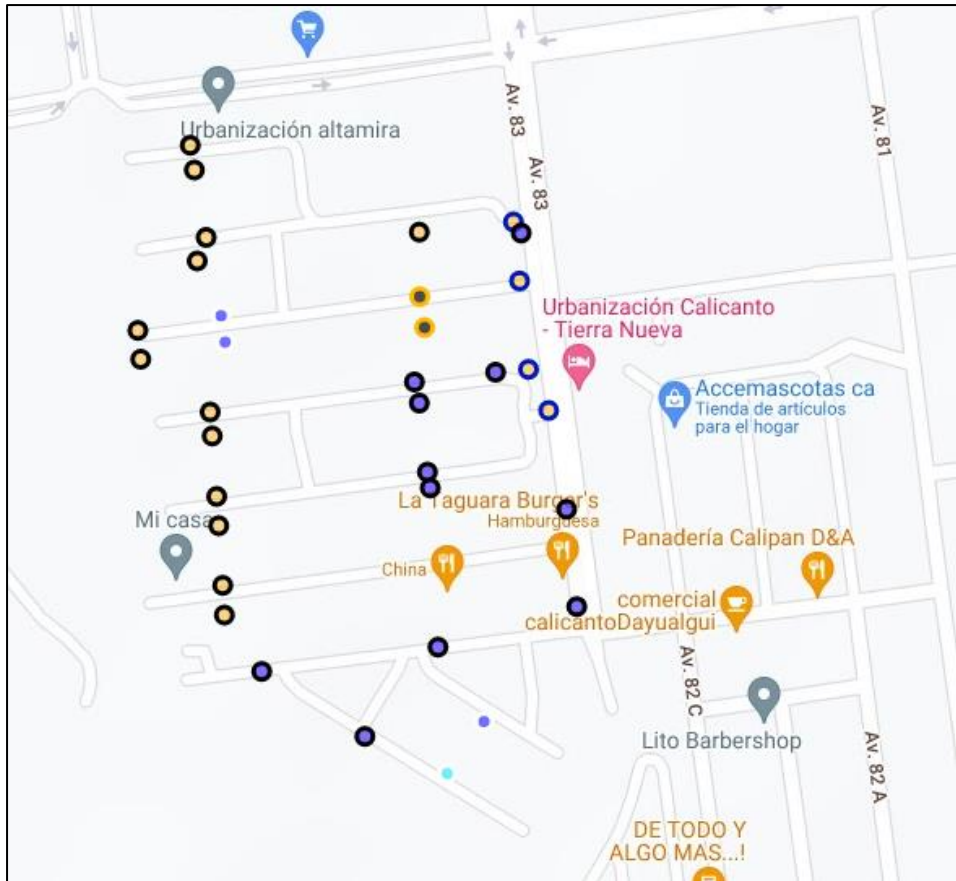 Av. 83
Av. 81
Urbanización altamira
Av. 83
Urbanización Calicanto
- Tierra Nueva
Accemascotas ca
Tienda de artículos
para el hogar
La Taguara Burger's
Hamburguesa
Mi casa
China
Panadería Calipan D&A
comercial
calicantoDayualgui
Av. 82 C
Lito Barbershop
Av. 82 A
DE TODO Y
ALGO MAS...!